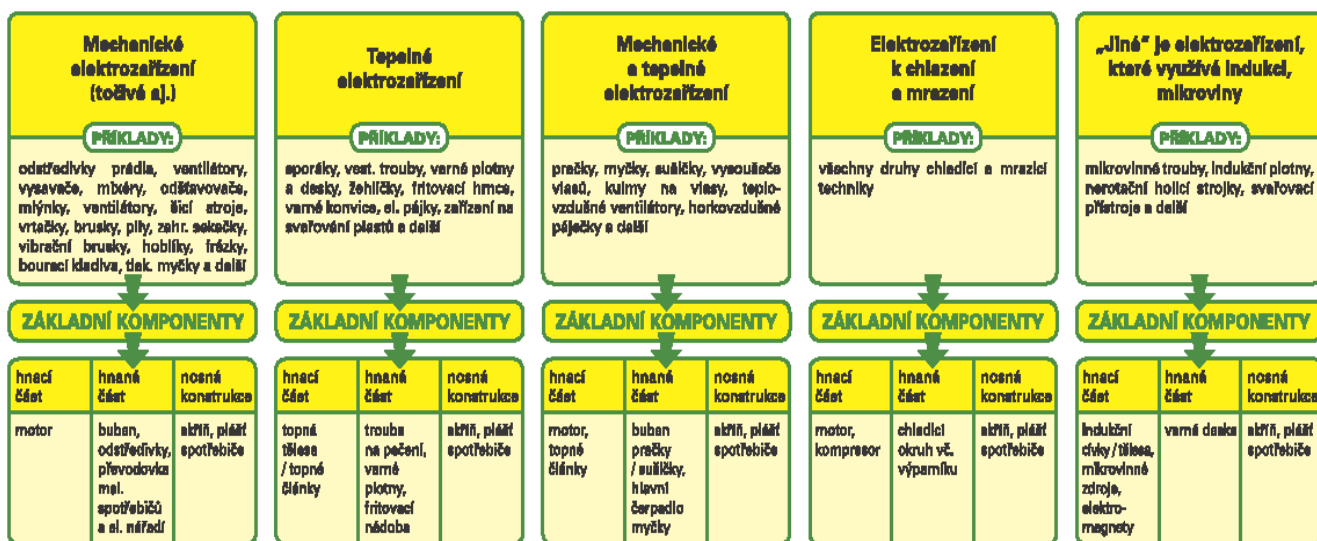 Mechanické
elektrozařízení
(točivé aj.)
PŘÍKLADY:
odstředivky prádla, ventilátory,
vysavače, mixéry, odšťavovače,
mlýnky, ventilátory, šicí stroje,
vrtačky, brusky, pily, zahr. sekačky,
vibrační brusky, hoblíky, frézky,
bourací kladiva, tlak. myčky a další
ZÁKLADNÍ KOMPONENTY
hnací
část
hnaná
část
nosná
konstrukce
motor
buben,
odstředivky,
převodovka
mal.
spotřebičů
a el. nářadí
skříň, plášť
spotřebiče
Tepelné
elektrozařízení
PŘÍKLADY:
sporáky, vest. trouby, varné plotny
a desky, žehličky, fritovací hrnce,
varné konvice, el. pájky, zařízení na
svařování plastů a další
ZÁKLADNÍ KOMPONENTY
hnací
část
hnaná
část
nosná
konstrukce
topná
tělesa
/ topné
články
trouba
na pečení,
varné
plotny,
fritovací
nádoba
skříň, plášť
spotřebiče
Mechanické
a tepelné
elektrozařízení
PŘÍKLADY:
pračky, myčky, sušičky, vysoušeče
vlasů, kulmy na vlasy, teplo-
vzdušné ventilátory, horkovzdušné
páječky a další
ZÁKLADNÍ KOMPONENTY
hnací
část
hnaná
část
nosná
konstrukce
motor,
topné
články
buben
pračky
/ sušičky,
hlavní
čerpadlo
myčky
skříň, plášť
spotřebiče
Elektrozařízení
k chlazení
a mrazení
PŘÍKLADY:
všechny druhy chladicí a mrazicí
techniky
ZÁKLADNÍ KOMPONENTY
hnací
část
hnaná
část
nosná
konstrukce
motor,
kompresor
chladicí
okruh vč.
výparníku
skříň, plášť
spotřebiče
„Jiné“ je elektrozařízení,
které využívá indukci,
mikroviny
PŘÍKLADY:
mikrovinné trouby, indukční plotny,
nerotační holicí strojky, svařovací
přístroje a další
ZÁKLADNÍ KOMPONENTY
hnací
část
hnaná
část
nosná
konstrukce
indukční
cívky / tělesa,
mikrovinné
zdroje,
elektro-
magnety
varná deska
skříň, plášť
spotřebiče